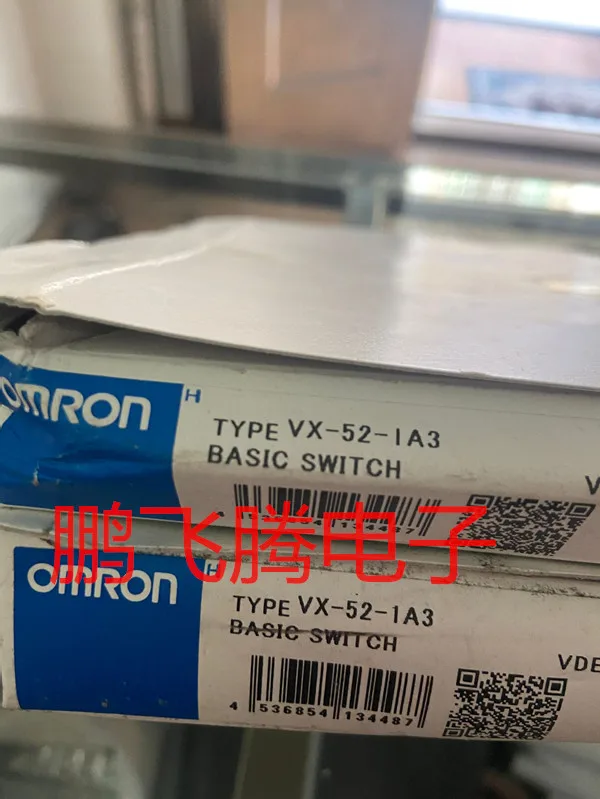 OMRON
H
TYPE VX-52-1A3
BASIC SWITCH
鹏飞腾电子
OMRON
H
TYPE VX-52-1A3
BASIC SWITCH
VDE
4 536854 134487